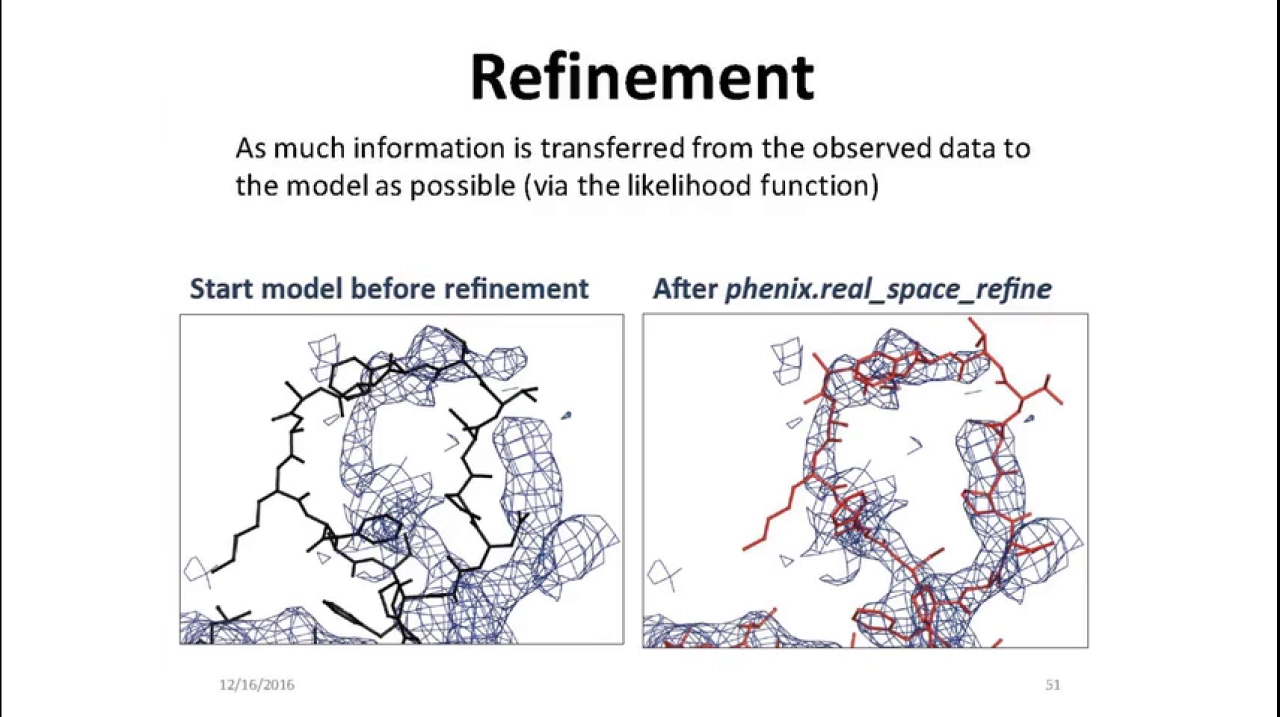 Refinement
As much information is transferred from the observed data to
the model as possible (via the likelihood function)
Start model before refinement
After phenix.real_space_refine
12/16/2016
51